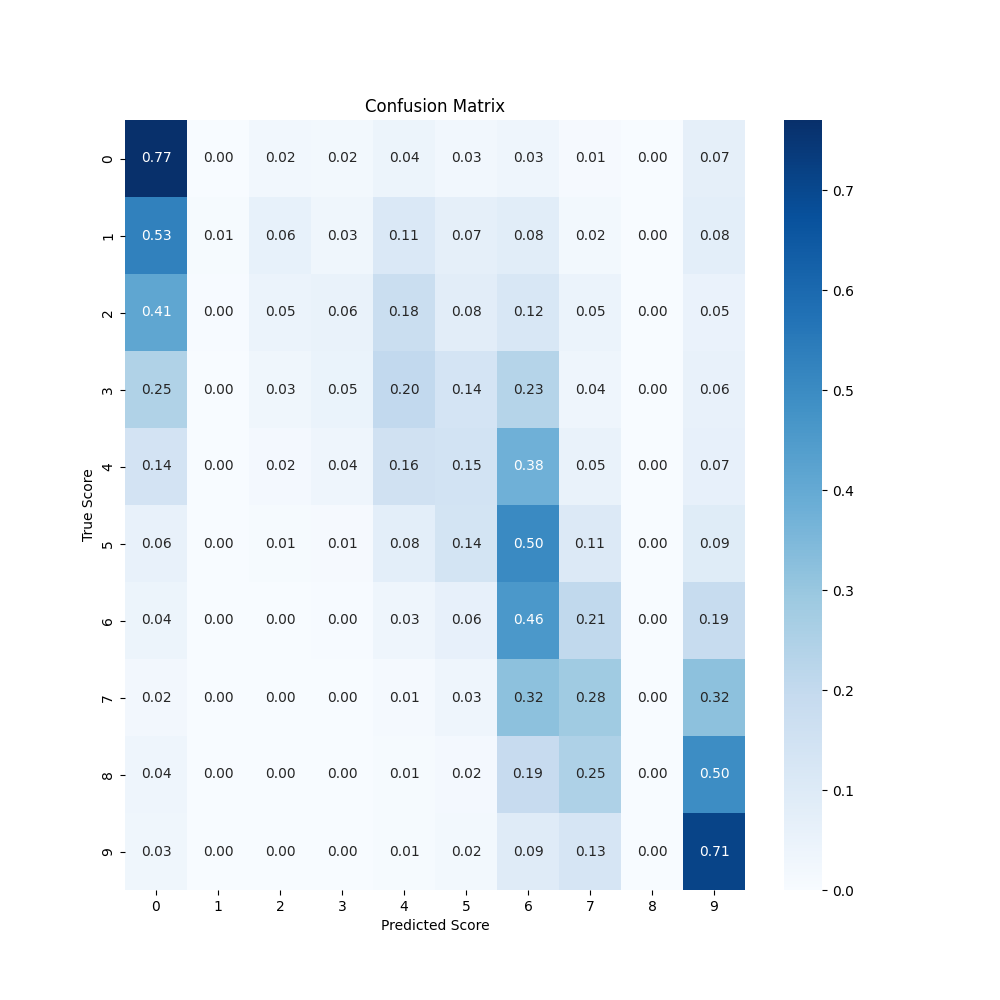 Confusion Matrix
0 0.77 0.00 0.02 0.02 0.04 0.03 0.03 0.01 0.00 0.07
1 0.53 0.01 0.06 0.03 0.11 0.07 0.08 0.02 0.00 0.08
2 0.41 0.00 0.05 0.06 0.18 0.08 0.12 0.05 0.00 0.05
3 0.25 0.00 0.03 0.05 0.20 0.14 0.23 0.04 0.00 0.06
4 0.14 0.00 0.02 0.04 0.16 0.15 0.38 0.05 0.00 0.07
5 0.06 0.00 0.01 0.01 0.08 0.14 0.50 0.11 0.00 0.09
6 0.04 0.00 0.00 0.00 0.03 0.06 0.46 0.21 0.00 0.19
7 0.02 0.00 0.00 0.00 0.01 0.03 0.32 0.28 0.00 0.32
8 0.04 0.00 0.00 0.00 0.01 0.02 0.19 0.25 0.00 0.50
9 0.03 0.00 0.00 0.00 0.01 0.02 0.09 0.13 0.00 0.71
0 1 2 3 4 5 6 7 8 9
Predicted Score
True Score
0.7
0.6
0.5
0.4
0.3
0.2
0.1
0.0